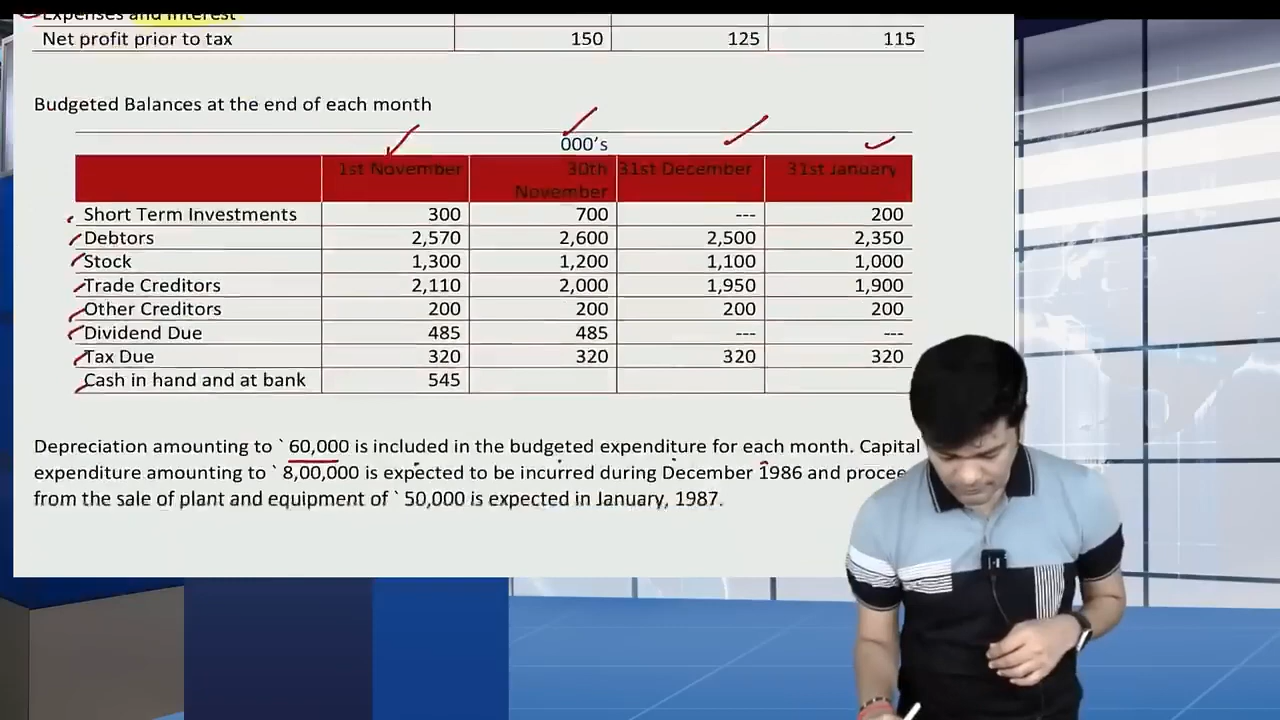 Expenses and Interest
Net profit prior to tax 150 125 115
Budgeted Balances at the end of each month
000's
1st November 30th November 31st December 31st January
Short Term Investments 300 700 --- 200
Debtors 2,570 2,600 2,500 2,350
Stock 1,300 1,200 1,100 1,000
Trade Creditors 2,110 2,000 1,950 1,900
Other Creditors 200 200 200 200
Dividend Due 485 485 --- ---
Tax Due 320 320 320 320
Cash in hand and at bank 545
Depreciation amounting to ` 60,000 is included in the budgeted expenditure for each month. Capital
expenditure amounting to ` 8,00,000 is expected to be incurred during December 1986 and
from the sale of plant and equipment of ` 50,000 is expected in January, 1987.